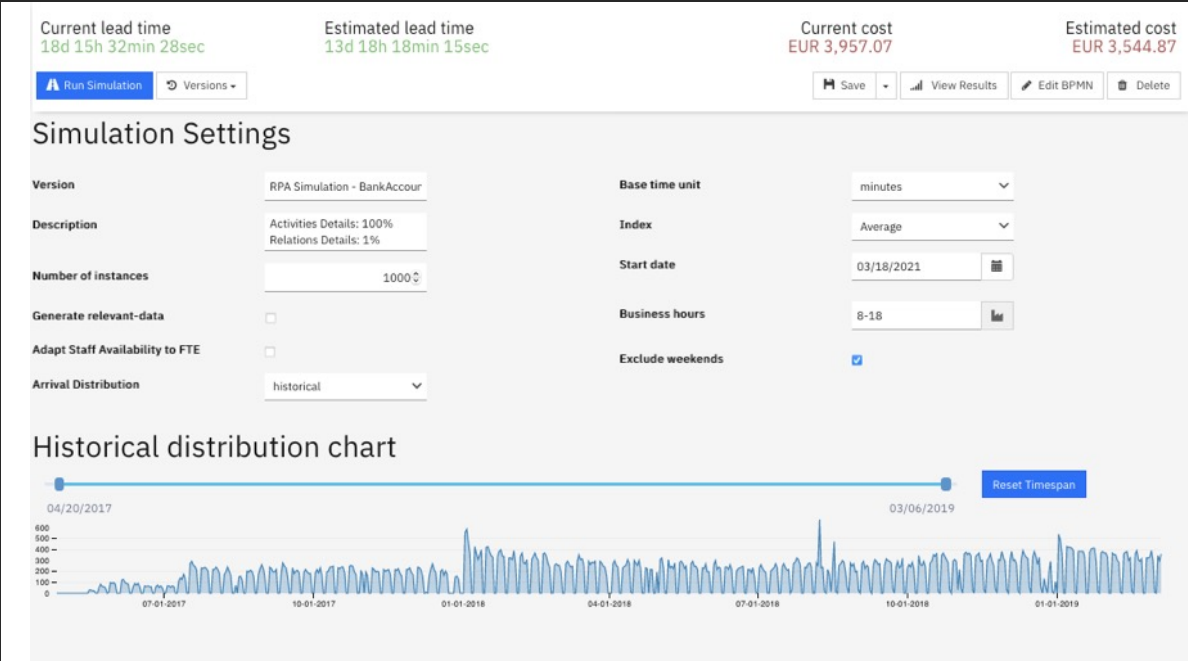 Current lead time
18d 15h 32min 28sec
Estimated lead time
13d 18h 18min 15sec
Current cost
EUR 3,957.07
Estimated cost
EUR 3,544.87
Run Simulation
Versions
Save
View Results
Edit BPMN
Delete
Simulation Settings
Version
RPA Simulation - BankAccour
Description
Activities Details: 100%
Relations Details: 1%
Number of instances
1000
Generate relevant-data
Adapt Staff Availability to FTE
Arrival Distribution
historical
Base time unit
minutes
Index
Average
Start date
03/18/2021
Business hours
8-18
Exclude weekends
Historical distribution chart
04/20/2017
03/06/2019
Reset Timespan
600
500
400
300
200
100
0
07-01-2017
10-01-2017
01-01-2018
04-01-2018
07-01-2018
10-01-2018
01-01-2019